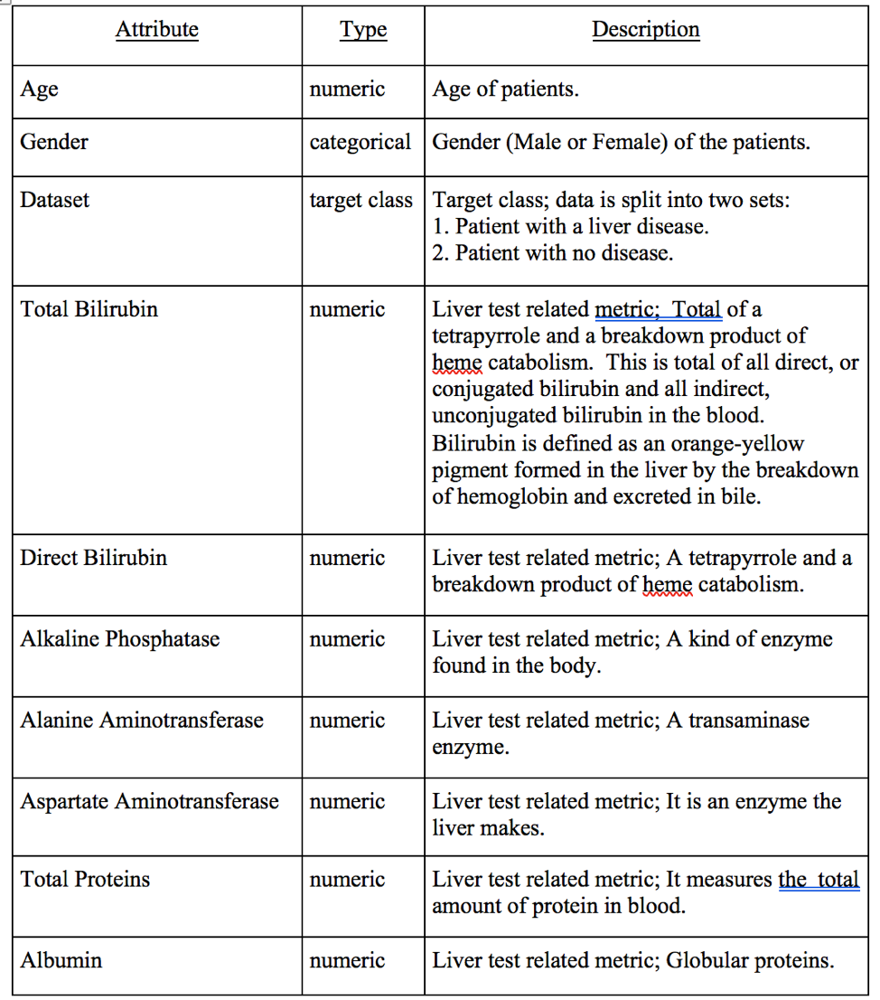 Attribute Type Description
Age numeric Age of patients.
Gender categorical Gender (Male or Female) of the patients.
Dataset target class Target class; data is split into two sets:
1. Patient with a liver disease.
2. Patient with no disease.
Total Bilirubin numeric Liver test related metric;  Total of a
tetrapyrrole and a breakdown product of
heme catabolism.  This is total of all direct, or
conjugated bilirubin and all indirect,
unconjugated bilirubin in the blood.
Bilirubin is defined as an orange-yellow
pigment formed in the liver by the breakdown
of hemoglobin and excreted in bile.
Direct Bilirubin numeric Liver test related metric; A tetrapyrrole and a
breakdown product of heme catabolism.
Alkaline Phosphatase numeric Liver test related metric; A kind of enzyme
found in the body.
Alanine Aminotransferase numeric Liver test related metric; A transaminase
enzyme.
Aspartate Aminotransferase numeric Liver test related metric; It is an enzyme the
liver makes.
Total Proteins numeric Liver test related metric; It measures the  total
amount of protein in blood.
Albumin numeric Liver test related metric; Globular proteins.